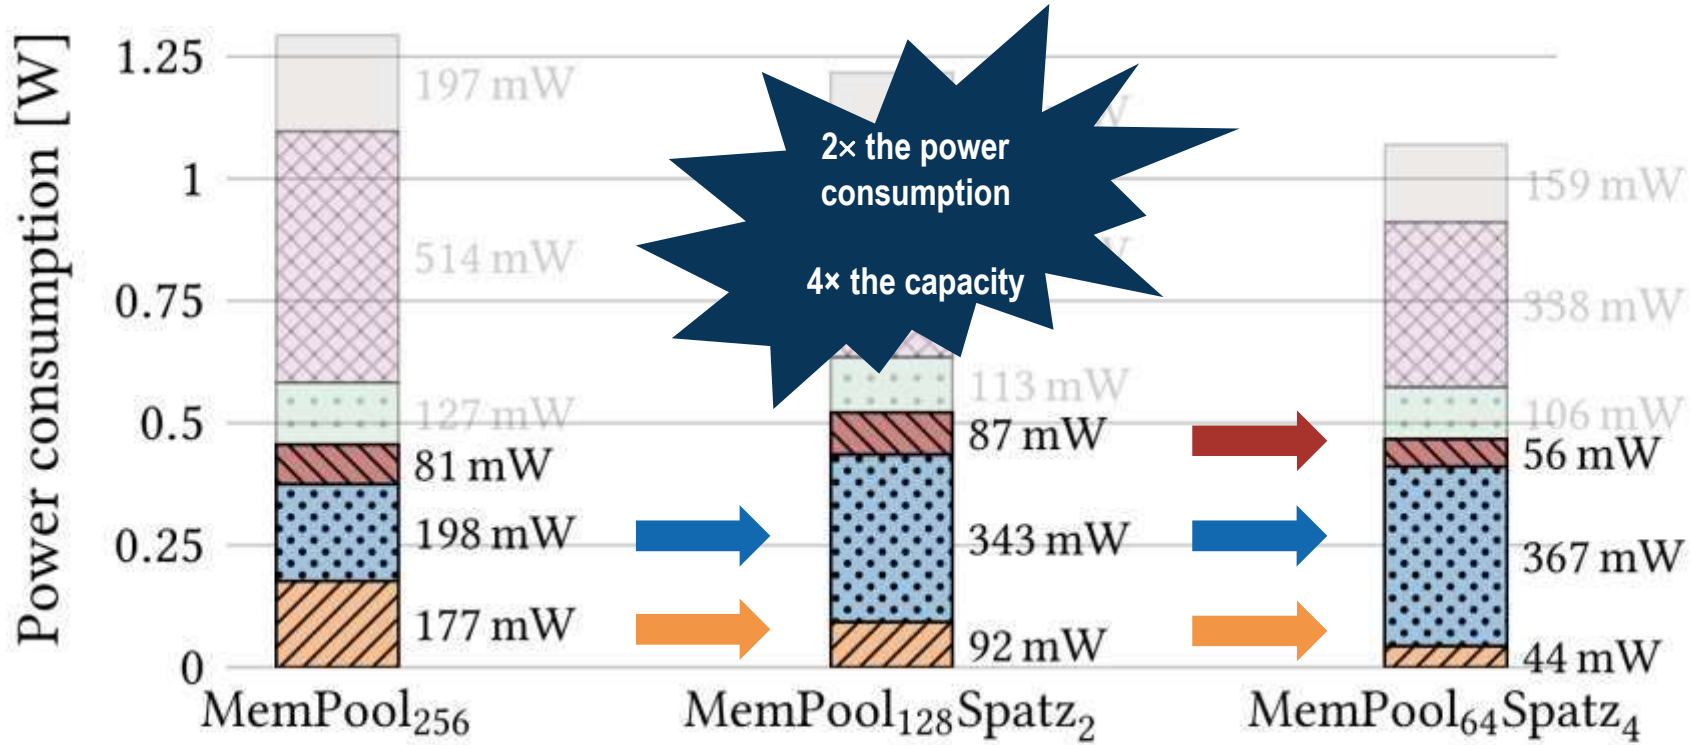 Power consumption [W]
1.25
1
0.75
0.5
0.25
0
197 mW
514 mW
127 mW
81 mW
198 mW
177 mW
2× the power
consumption
4× the capacity
113 mW
87 mW
343 mW
92 mW
159 mW
338 mW
106 mW
56 mW
367 mW
44 mW
MemPool₂₅₆
MemPool₁₂₈Spatz₂
MemPool₆₄Spatz₄